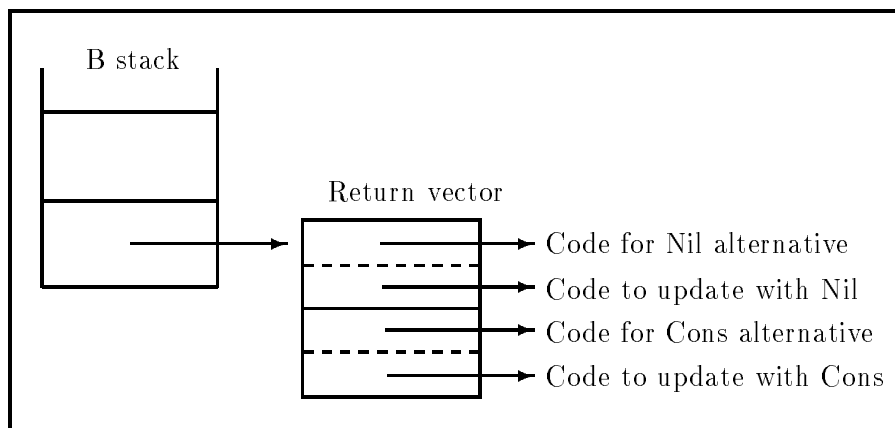 B stack
Return vector
Code for Nil alternative
Code to update with Nil
Code for Cons alternative
Code to update with Cons